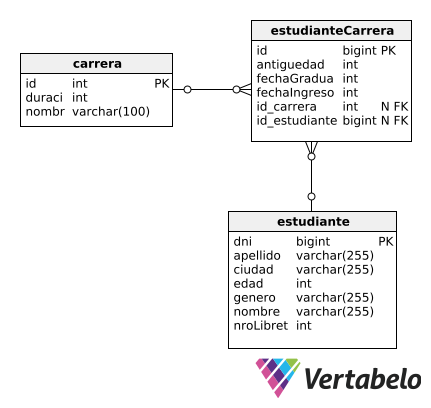 carrera
id int PK
duraci int
nombr varchar(100)
estudianteCarrera
id bigint PK
antiguedad int
fechaGradua int
fechaIngreso int
id_carrera int N FK
id_estudiante bigint N FK
estudiante
dni bigint PK
apellido varchar(255)
ciudad varchar(255)
edad int
genero varchar(255)
nombre varchar(255)
nroLibret int
Vertabelo